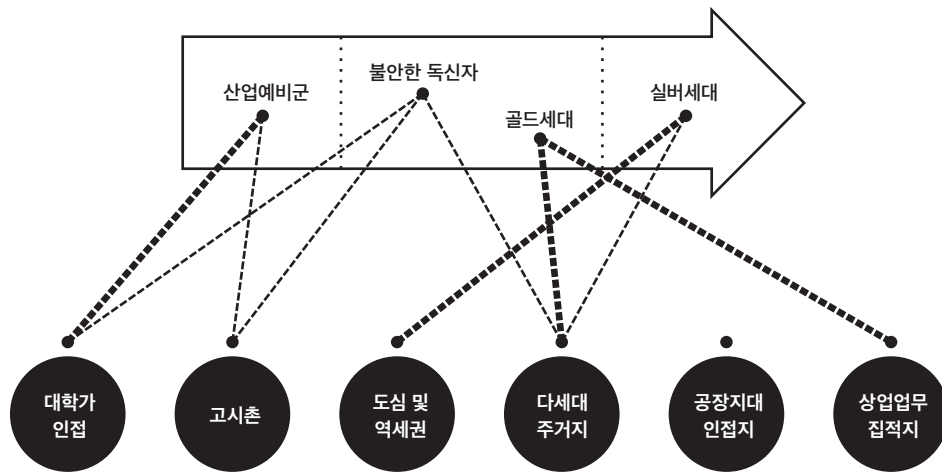 불안한 독신자
산업예비군
실버세대
골드세대
대학가
인접
고시촌
도심 및
역세권
다세대
주거지
공장지대
인접지
상업업무
집적지